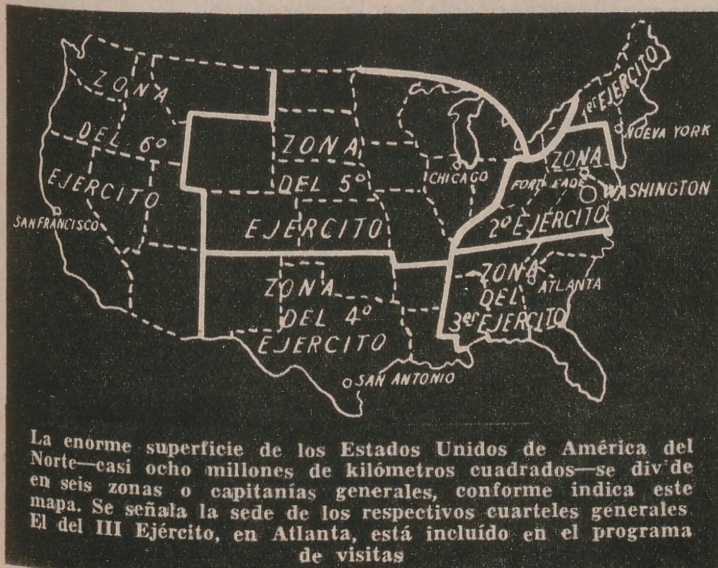 1er EJERCITO
ZONA
DEL 6º
EJERCITO
SAN FRANCISCO
ZONA
DEL 5º
EJERCITO
CHICAGO
NUEVA YORK
ZONA
WASHINGTON
2º EJERCITO
ZONA
DEL 4º
EJERCITO
SAN ANTONIO
ZONA
DEL
3er EJERCITO
ATLANTA
La enorme superficie de los Estados Unidos de América del
Norte—casi ocho millones de kilómetros cuadrados—se div de
en seis zonas o capitanías generales, conforme indica este
mapa. Se señala la sede de los respectivos cuarteles generales
El del III Ejército, en Atlanta, está incluído en el programa
de visitas